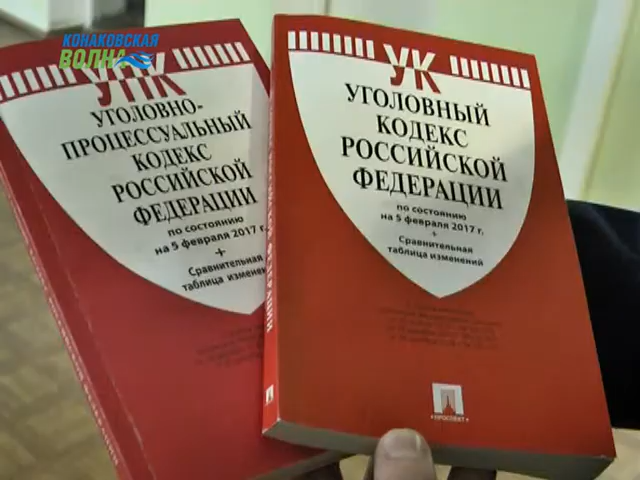 КОНАКОВСКАЯ
ВОЛНА
УПК
УГОЛОВНО-
ПРОЦЕССУАЛЬНЫЙ
КОДЕКС
РОССИЙСКОЙ
ФЕДЕРАЦИИ
по состоянию
на 5 февраля 2017 г.
+
Сравнительная
таблица изменений
УК
УГОЛОВНЫЙ
КОДЕКС
РОССИЙСКОЙ
ФЕДЕРАЦИИ
по состоянию
на 5 февраля 2017 г.
+
Сравнительная
таблица изменений
•ПРОСПЕКТ•